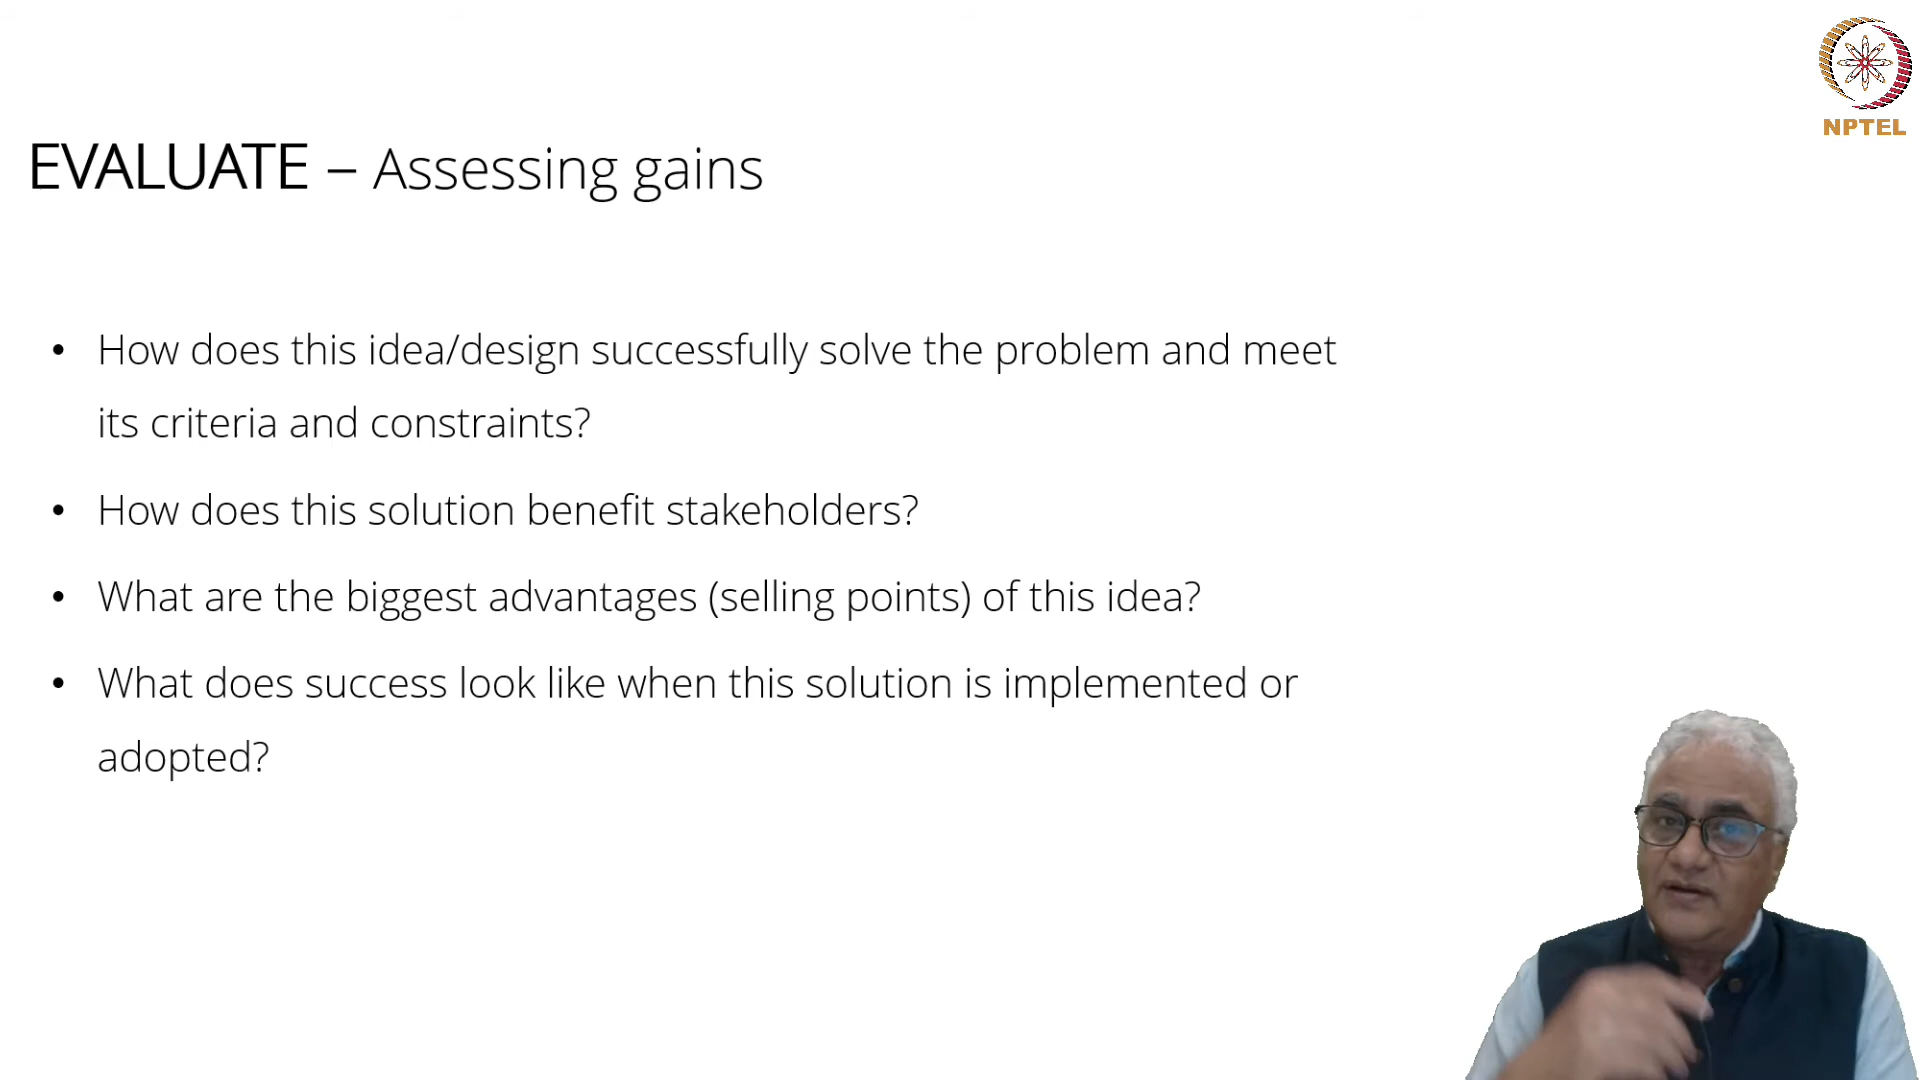 NPTEL
EVALUATE – Assessing gains
• How does this idea/design successfully solve the problem and meet
its criteria and constraints?
• How does this solution benefit stakeholders?
• What are the biggest advantages (selling points) of this idea?
• What does success look like when this solution is implemented or
adopted?